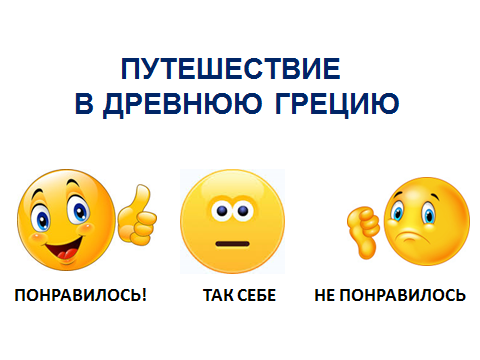 ПУТЕШЕСТВИЕ
В ДРЕВНЮЮ ГРЕЦИЮ
ПОНРАВИЛОСЬ! ТАК СЕБЕ НЕ ПОНРАВИЛОСЬ